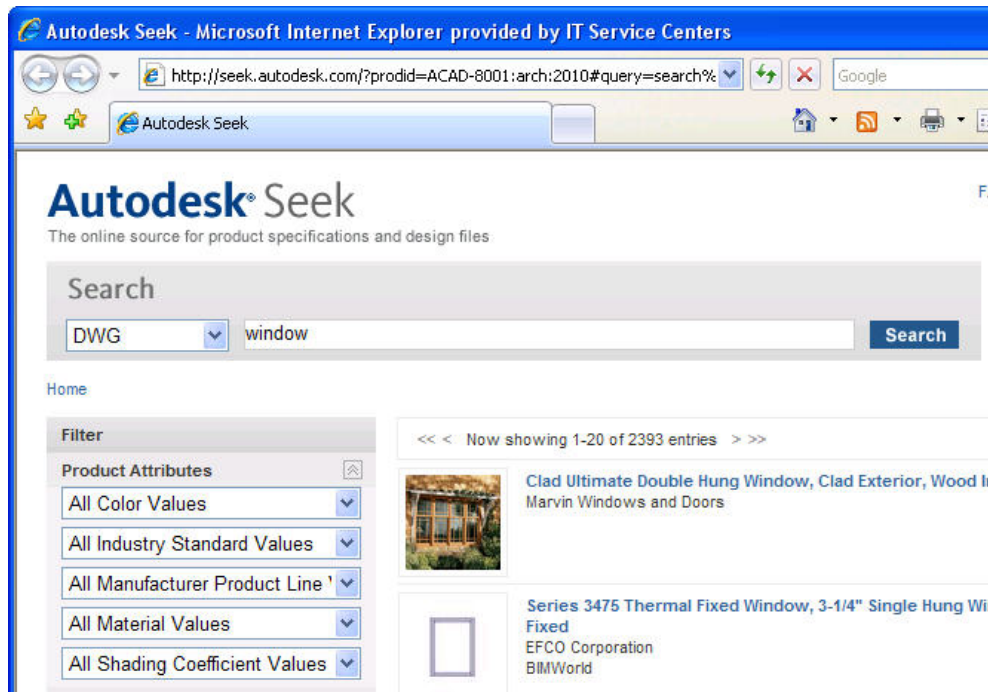 Autodesk Seek - Microsoft Internet Explorer provided by IT Service Centers
http://seek.autodesk.com/?prodid=ACAD-8001:arch:2010#query=search%
Google
Autodesk Seek
Autodesk Seek
The online source for product specifications and design files
Search
DWG
window
Search
Home
Filter
<< < Now showing 1-20 of 2393 entries > >>
Product Attributes
All Color Values
All Industry Standard Values
All Manufacturer Product Line
All Material Values
All Shading Coefficient Values
Clad Ultimate Double Hung Window, Clad Exterior, Wood
Marvin Windows and Doors
Series 3475 Thermal Fixed Window, 3-1/4" Single Hung
Fixed
EFCO Corporation
BIMWorld